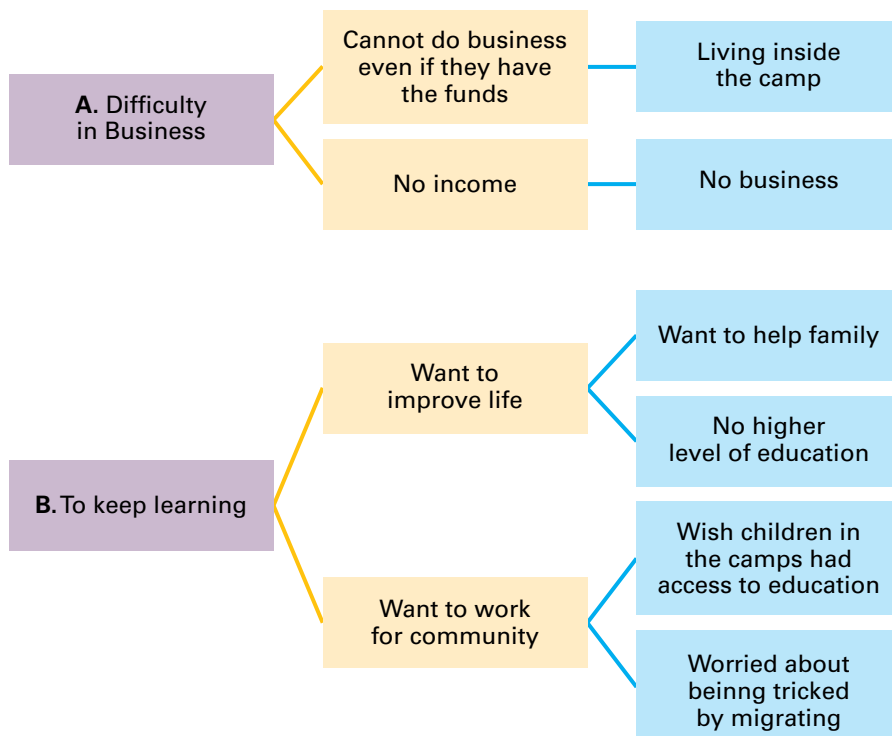 A. Difficulty
in Business
Cannot do business
even if they have
the funds
Living inside
the camp
No income
No business
B. To keep learning
Want to
improve life
Want to help family
No higher
level of education
Want to work
for community
Wish children in
the camps had
access to education
Worried about
beinng tricked
by migrating